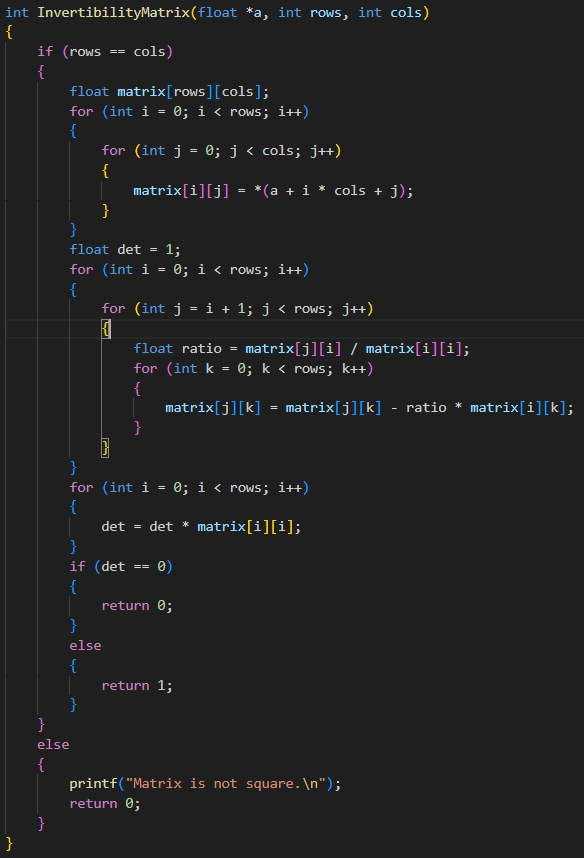 int InvertibilityMatrix(float *a, int rows, int cols)
{
    if (rows == cols)
    {
        float matrix[rows][cols];
        for (int i = 0; i < rows; i++)
        {
            for (int j = 0; j < cols; j++)
            {
                matrix[i][j] = *(a + i * cols + j);
            }
        }
        float det = 1;
        for (int i = 0; i < rows; i++)
        {
            for (int j = i + 1; j < rows; j++)
            {
                float ratio = matrix[j][i] / matrix[i][i];
                for (int k = 0; k < rows; k++)
                {
                    matrix[j][k] = matrix[j][k] - ratio * matrix[i][k];
                }
            }
        }
        for (int i = 0; i < rows; i++)
        {
            det = det * matrix[i][i];
        }
        if (det == 0)
        {
            return 0;
        }
        else
        {
            return 1;
        }
    }
    else
    {
        printf("Matrix is not square.\n");
        return 0;
    }
}